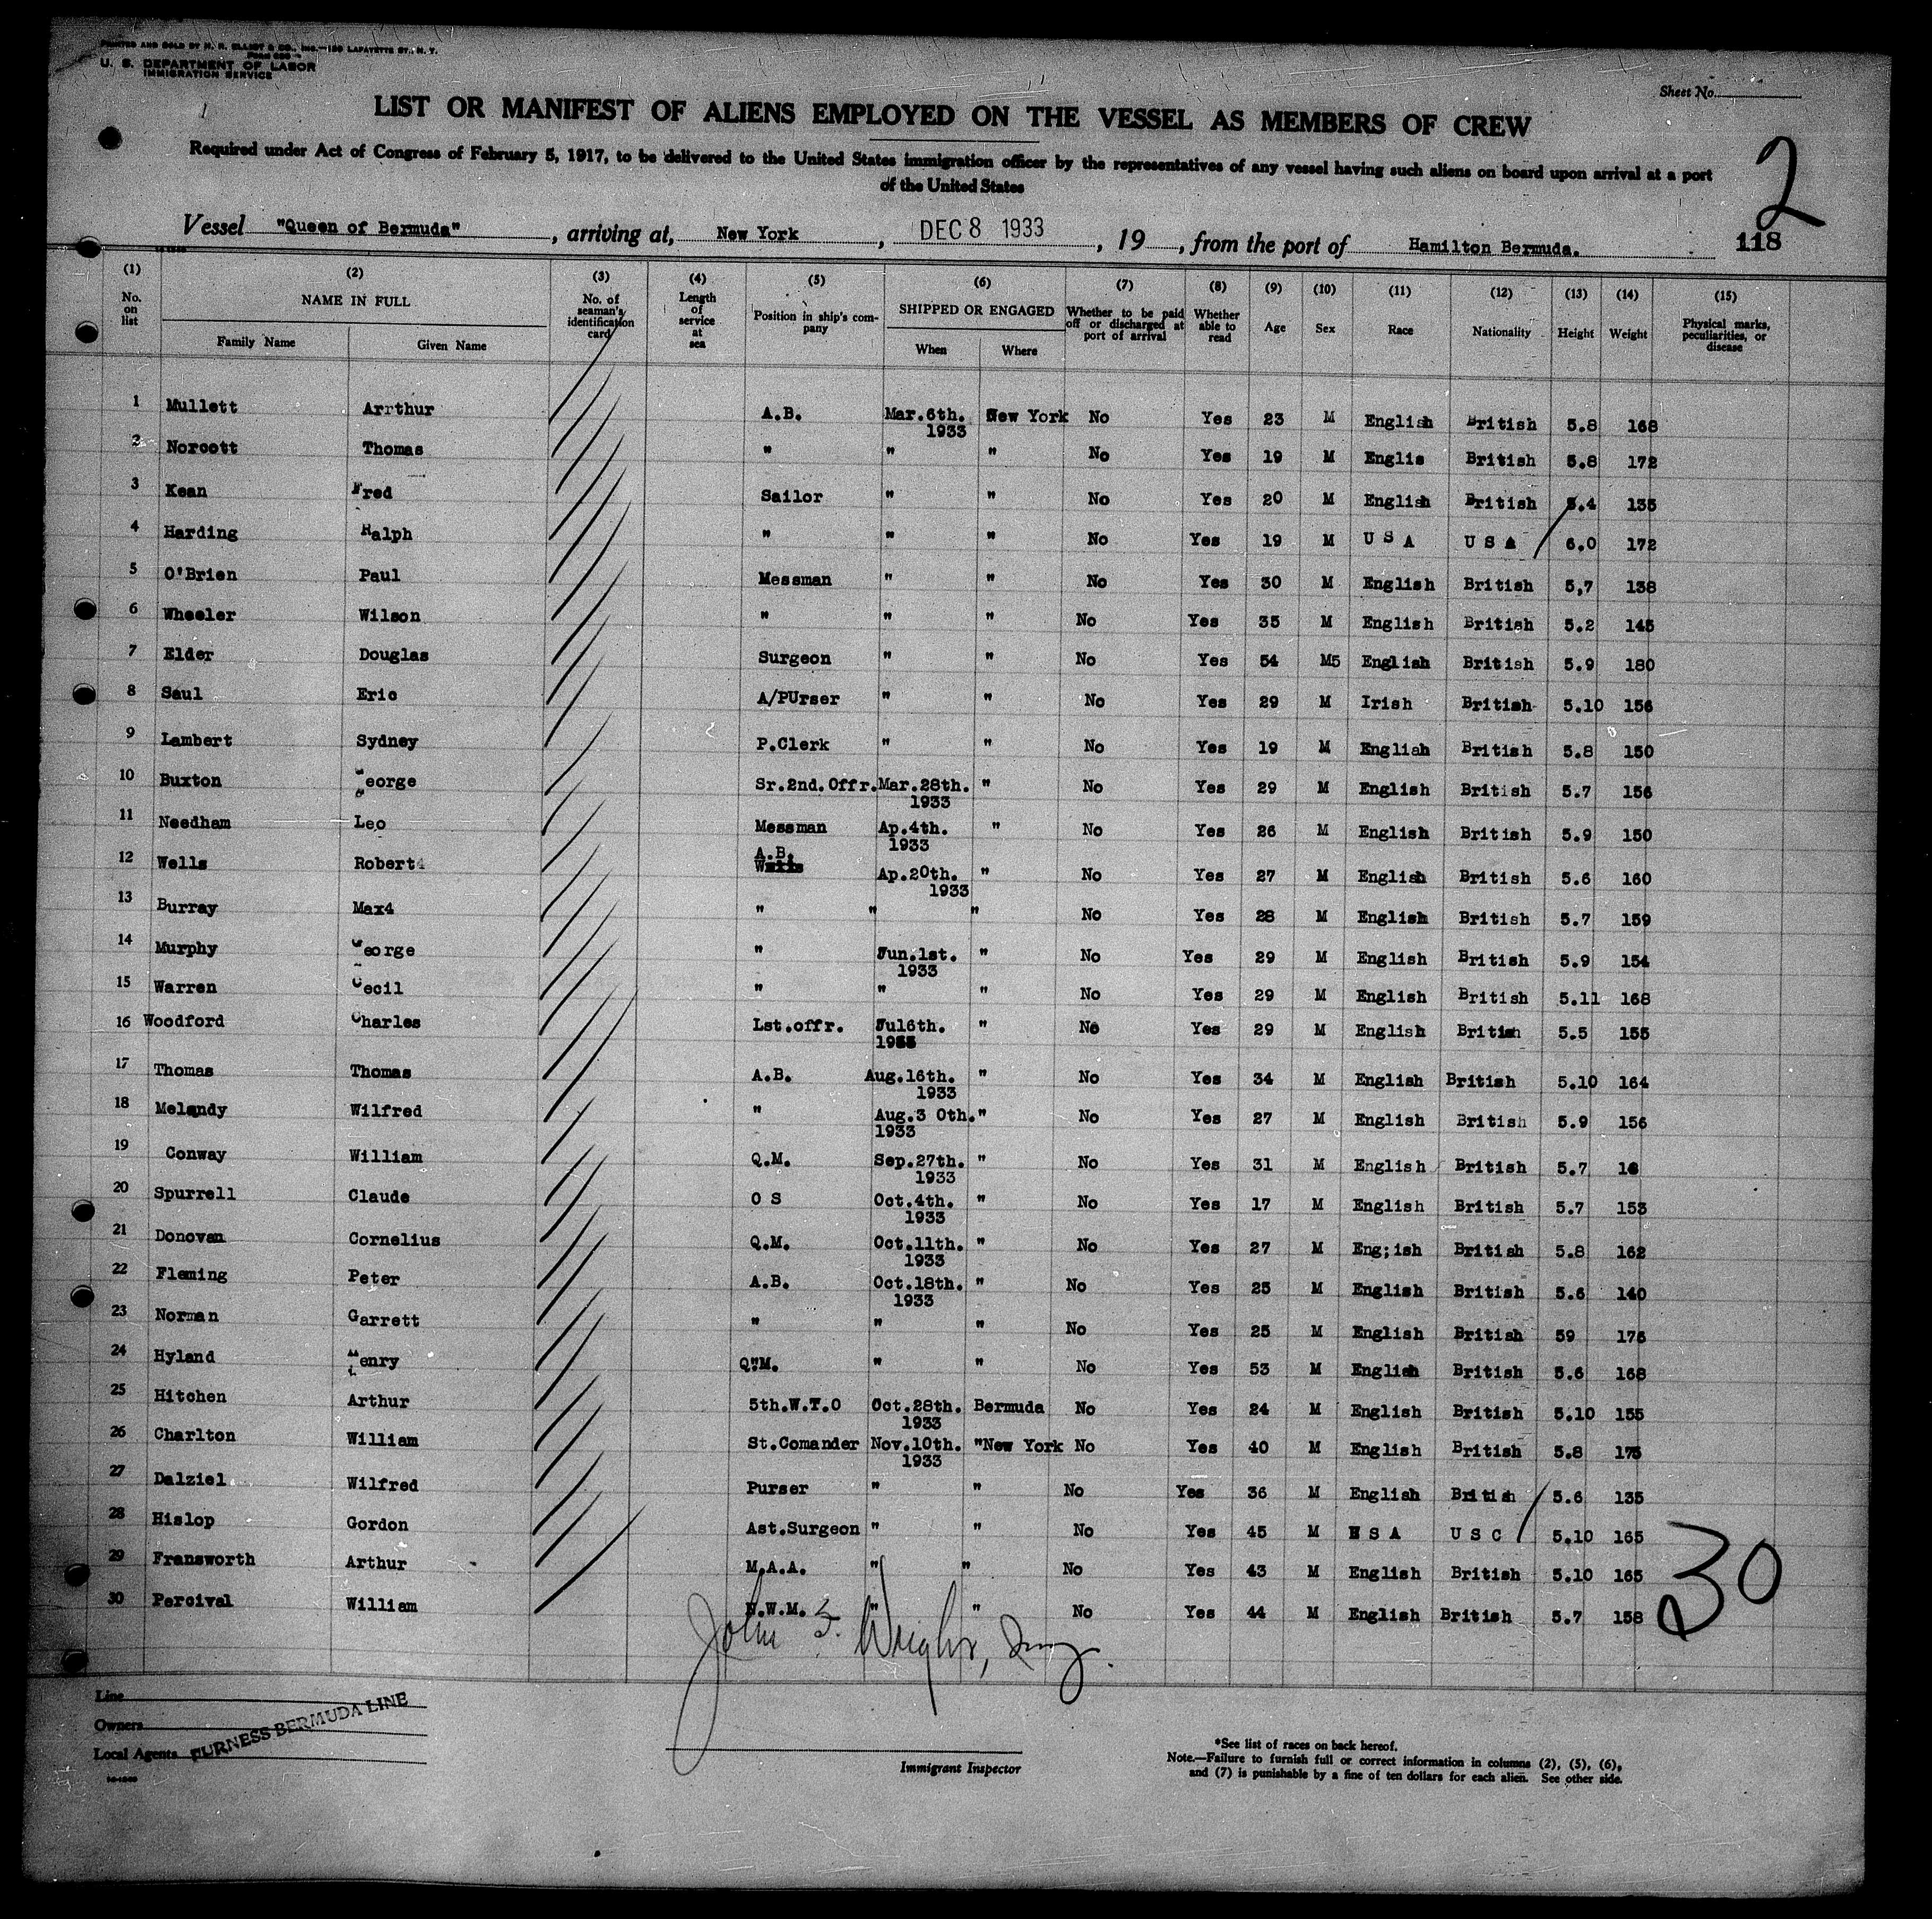 PRINTED AND SOLD BY H. R. ELLIOT & CO., INC.—
LAFAYETTE ST., N. Y.
U. S. DEPARTMENT OF LABOR
IMMIGRATION SERVICE
Sheet No.
LIST OR MANIFEST OF ALIENS EMPLOYED ON THE VESSEL AS MEMBERS OF CREW
Required under Act of Congress of February 5, 1917, to be delivered to the United States immigration officer by the representatives of any vessel having such aliens on board upon arrival at a port
of the United States
2
Vessel "Queen of Bermuda", arriving at, New York, DEC 8 1933, 19, from the port of Hamilton Bermuda. 118
(1) (2) (3) (4) (5) (6) (7) (8) (9) (10) (11) (12) (13) (14) (15)
No. on list NAME IN FULL Family Name Given Name No. of seaman's identification card Length of service at sea Position in ship's company SHIPPED OR ENGAGED When Where Whether to be paid off or discharged at port of arrival Whether able to read Age Sex Race Nationality Height Weight Physical marks, peculiarities, or disease
1 Mullett Arrthur A.B. Mar.6th. 1933 New York No Yes 23 M English British 5.8 168
2 Norcott Thomas " " " No Yes 19 M Englis British 5.8 172
3 Kean Fred Sailor " " No Yes 20 M English British 5.4 135
4 Harding Ralph " " " No Yes 19 M U S A U S A 6.0 172
5 O'Brien Paul Messman " " No Yes 30 M English British 5,7 138
6 Wheeler Wilson " " " No Yes 35 M English British 5.2 145
7 Elder Douglas Surgeon " " No Yes 54 M5 English British 5.9 180
8 Saul Eric A/PUrser " " No Yes 29 M Irish British 5.10 156
9 Lambert Sydney P.Clerk " " No Yes 19 M English British 5.8 150
10 Buxton George Sr.2nd.Offr. Mar.28th. 1933 " No Yes 29 M English British 5.7 156
11 Needham Leo Messman Ap.4th. 1933 " No Yes 26 M English British 5.9 150
12 Wells Robert4 A.B. Ap.20th. 1933 " No Yes 27 M English British 5.6 160
13 Burray Max4 " " " No Yes 28 M English British 5.7 159
14 Murphy George " Jun.1st. 1933 " No Yes 29 M English British 5.9 154
15 Warren Cecil " " " No Yes 29 M English British 5.11 168
16 Woodford Charles Lst.offr. Jul6th. 1933 " No Yes 29 M English British 5.5 155
17 Thomas Thomas A.B. Aug.16th. 1933 " No Yes 34 M English British 5.10 164
18 Melandy Wilfred " Aug.3 0th. 1933 " No Yes 27 M English British 5.9 156
19 Conway William Q.M. Sep.27th. 1933 " No Yes 31 M English British 5.7
20 Spurrell Claude O S Oct.4th. 1933 " No Yes 17 M English British 5.7 153
21 Donovan Cornelius Q.M. Oct.11th. 1933 " No Yes 27 M Eng;ish British 5.8 162
22 Fleming Peter A.B. Oct.18th. 1933 " No Yes 25 M English British 5.6 140
23 Norman Garrett " " " No Yes 25 M English British 59 176
24 Hyland Henry Q"M. " " No Yes 53 M English British 5.6 168
25 Hitchen Arthur 5th.W.T.O Oct.28th. 1933 Bermuda No Yes 24 M English British 5.10 155
26 Charlton William St.Comander Nov.10th. 1933 "New York No Yes 40 M English British 5.8 175
27 Dalziel Wilfred Purser " " No Yes 36 M English British 5.6 135
28 Hislop Gordon Ast.Surgeon " " No Yes 45 M U S A U S C 5.10 165
29 Fransworth Arthur M.A.A. " " No Yes 43 M English British 5.10 165
30 Percival William N.W.M. " " No Yes 44 M English British 5.7 158
30
John S. Wright, Insp.
Line
Owners
Local Agents
FURNESS BERMUDA LINE
Immigrant Inspector
*See list of races on back hereof.
Note.—Failure to furnish full or correct information in columns (2), (5), (6),
and (7) is punishable by a fine of ten dollars for each alien. See other side.